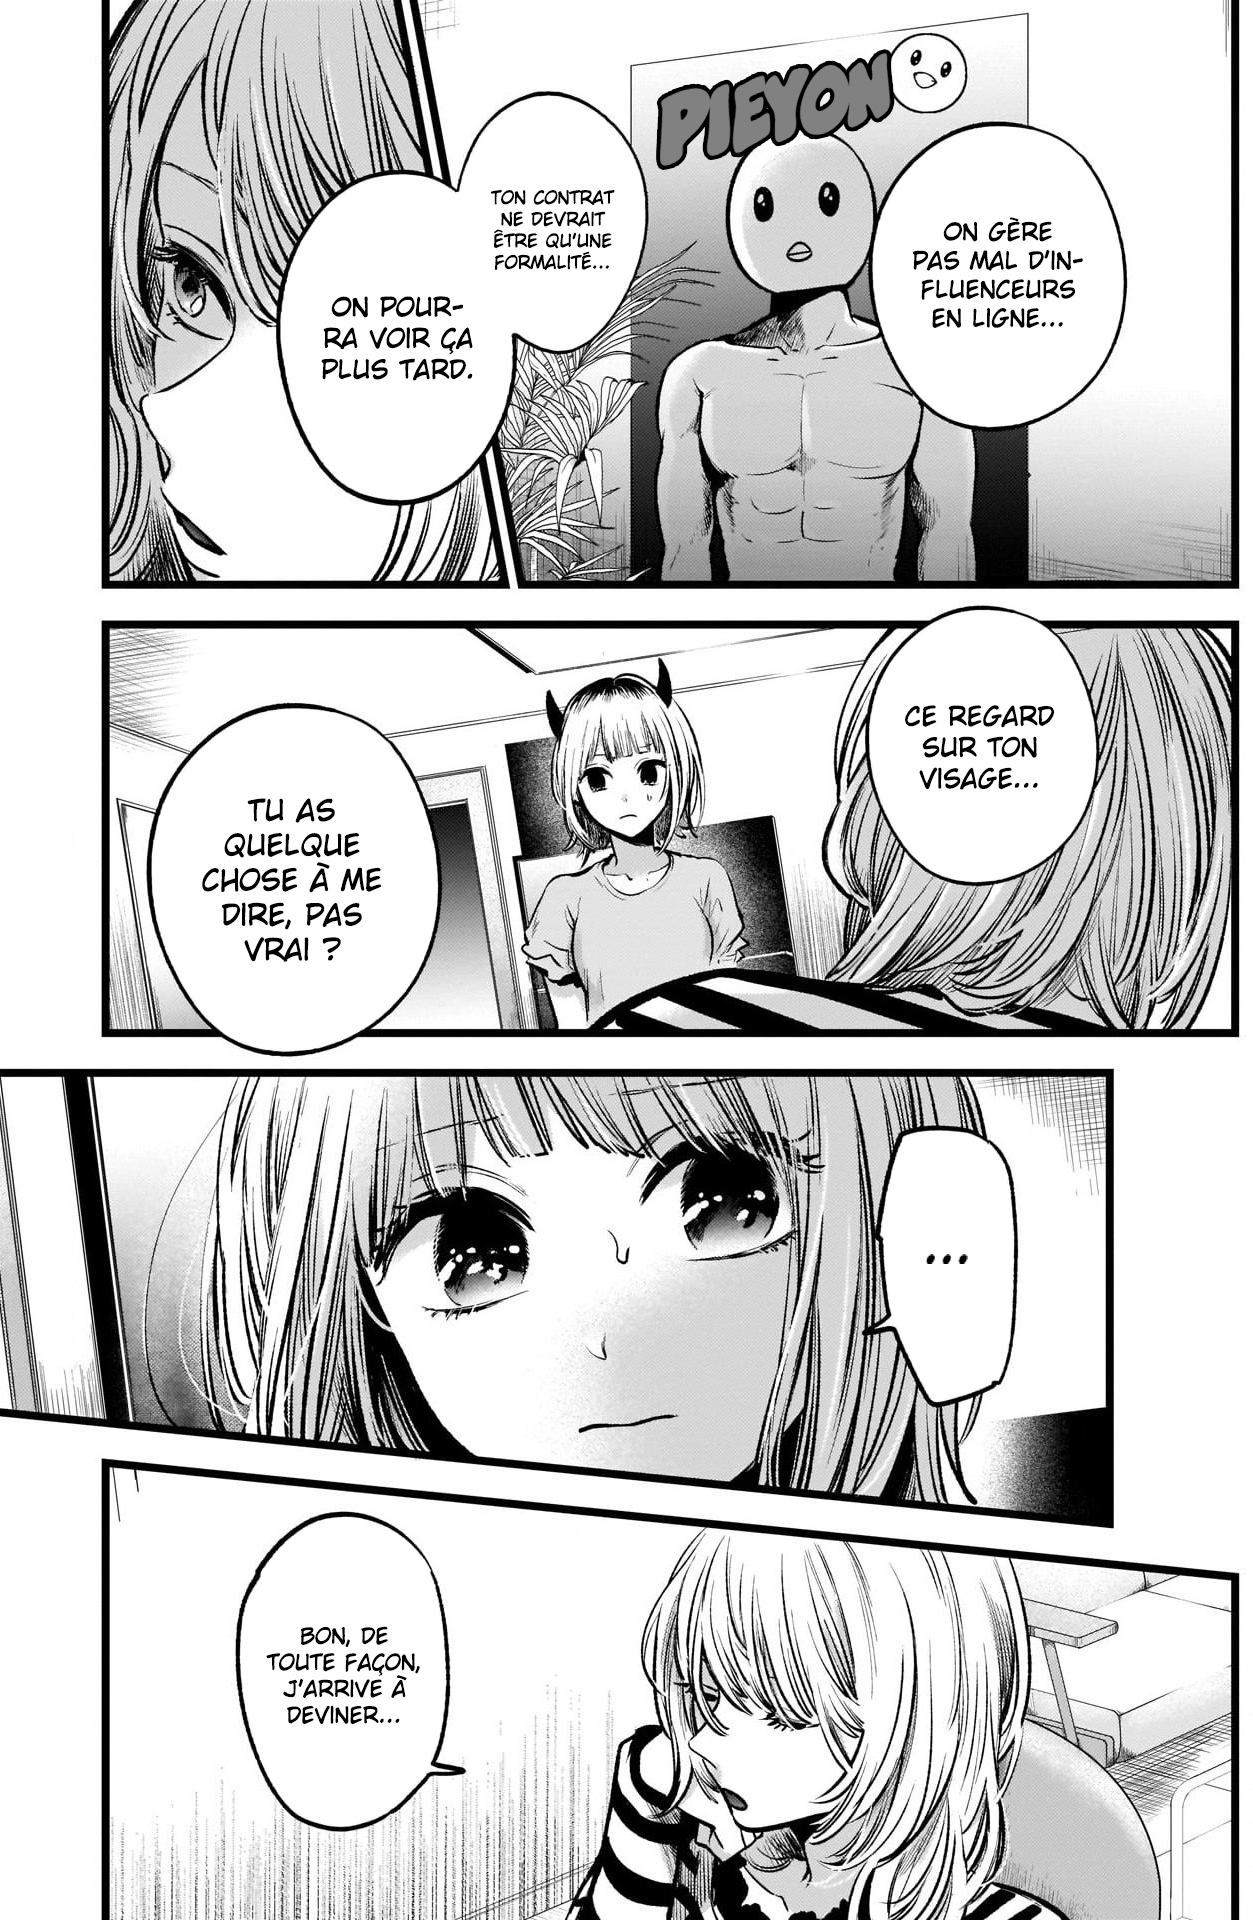 PIEYON
ON GÈRE
PAS MAL D'IN-
FLUENCEURS
EN LIGNE...
TON CONTRAT
NE DEVRAIT
ÊTRE QU'UNE
FORMALITÉ...
ON POUR-
RA VOIR ÇA
PLUS TARD.
CE REGARD
SUR TON
VISAGE...
TU AS
QUELQUE
CHOSE À ME
DIRE, PAS
VRAI ?
...
BON, DE
TOUTE FAÇON,
J'ARRIVE À
DEVINER...